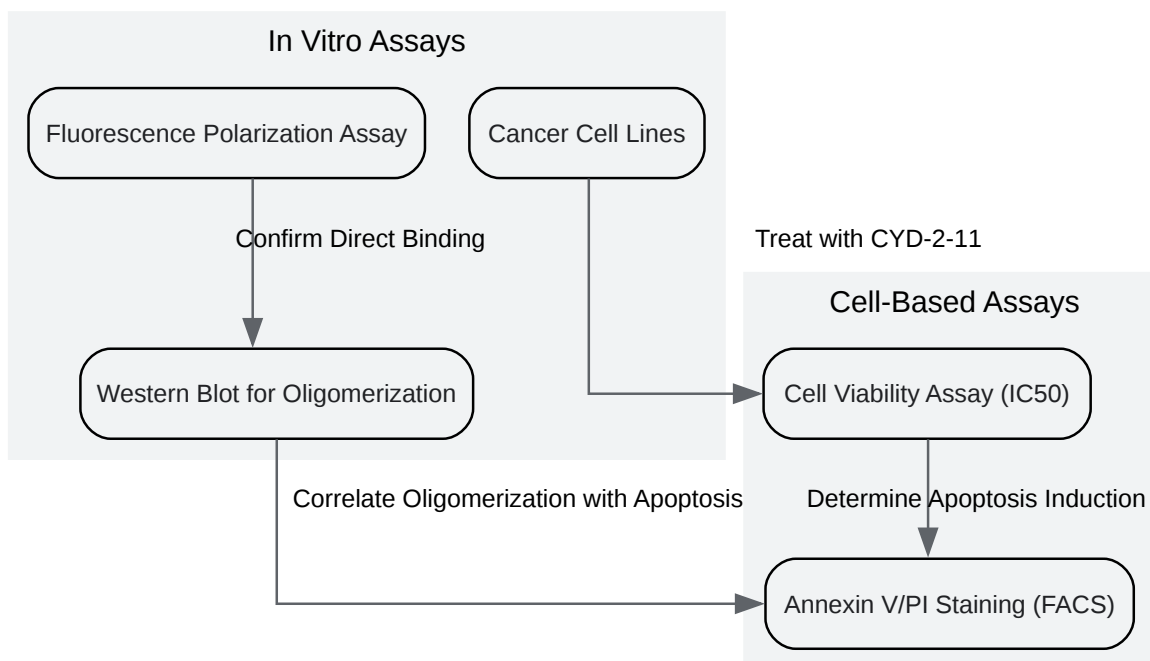 In Vitro Assays
Fluorescence Polarization Assay
Cancer Cell Lines
Confirm Direct Binding
Treat with CYD-2-11
Cell-Based Assays
Western Blot for Oligomerization
Cell Viability Assay (IC50)
Correlate Oligomerization with Apoptosis
Determine Apoptosis Induction
Annexin V/PI Staining (FACS)